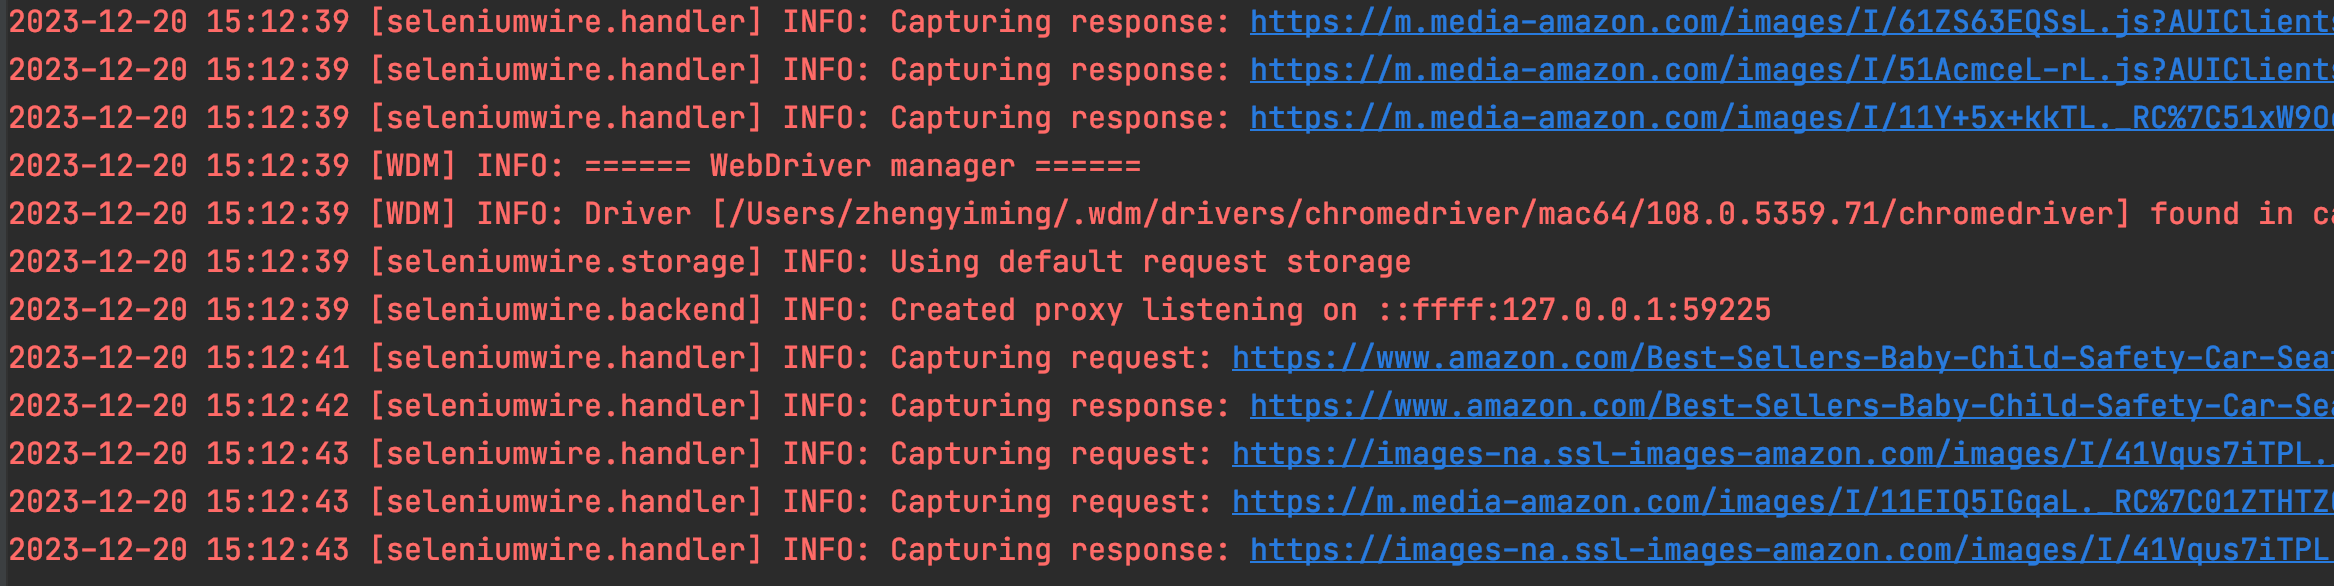 2023-12-20 15:12:39 [seleniumwire.handler] INFO: Capturing response: https://m.media-amazon.com/images/I/61ZS63EQSsL.js?AUIClients
2023-12-20 15:12:39 [seleniumwire.handler] INFO: Capturing response: https://m.media-amazon.com/images/I/51AcmceL-rL.js?AUIClients
2023-12-20 15:12:39 [seleniumwire.handler] INFO: Capturing response: https://m.media-amazon.com/images/I/11Y+5x+kkTL._RC%7C51xW9O
2023-12-20 15:12:39 [WDM] INFO: ====== WebDriver manager ======
2023-12-20 15:12:39 [WDM] INFO: Driver [/Users/zhengyiming/.wdm/drivers/chromedriver/mac64/108.0.5359.71/chromedriver] found in ca
2023-12-20 15:12:39 [seleniumwire.storage] INFO: Using default request storage
2023-12-20 15:12:39 [seleniumwire.backend] INFO: Created proxy listening on ::ffff:127.0.0.1:59225
2023-12-20 15:12:41 [seleniumwire.handler] INFO: Capturing request: https://www.amazon.com/Best-Sellers-Baby-Child-Safety-Car-Seat
2023-12-20 15:12:42 [seleniumwire.handler] INFO: Capturing response: https://www.amazon.com/Best-Sellers-Baby-Child-Safety-Car-Sea
2023-12-20 15:12:43 [seleniumwire.handler] INFO: Capturing request: https://images-na.ssl-images-amazon.com/images/I/41Vqus7iTPL._
2023-12-20 15:12:43 [seleniumwire.handler] INFO: Capturing request: https://m.media-amazon.com/images/I/11EIQ5IGqaL._RC%7C01ZTHTZ
2023-12-20 15:12:43 [seleniumwire.handler] INFO: Capturing response: https://images-na.ssl-images-amazon.com/images/I/41Vqus7iTPL